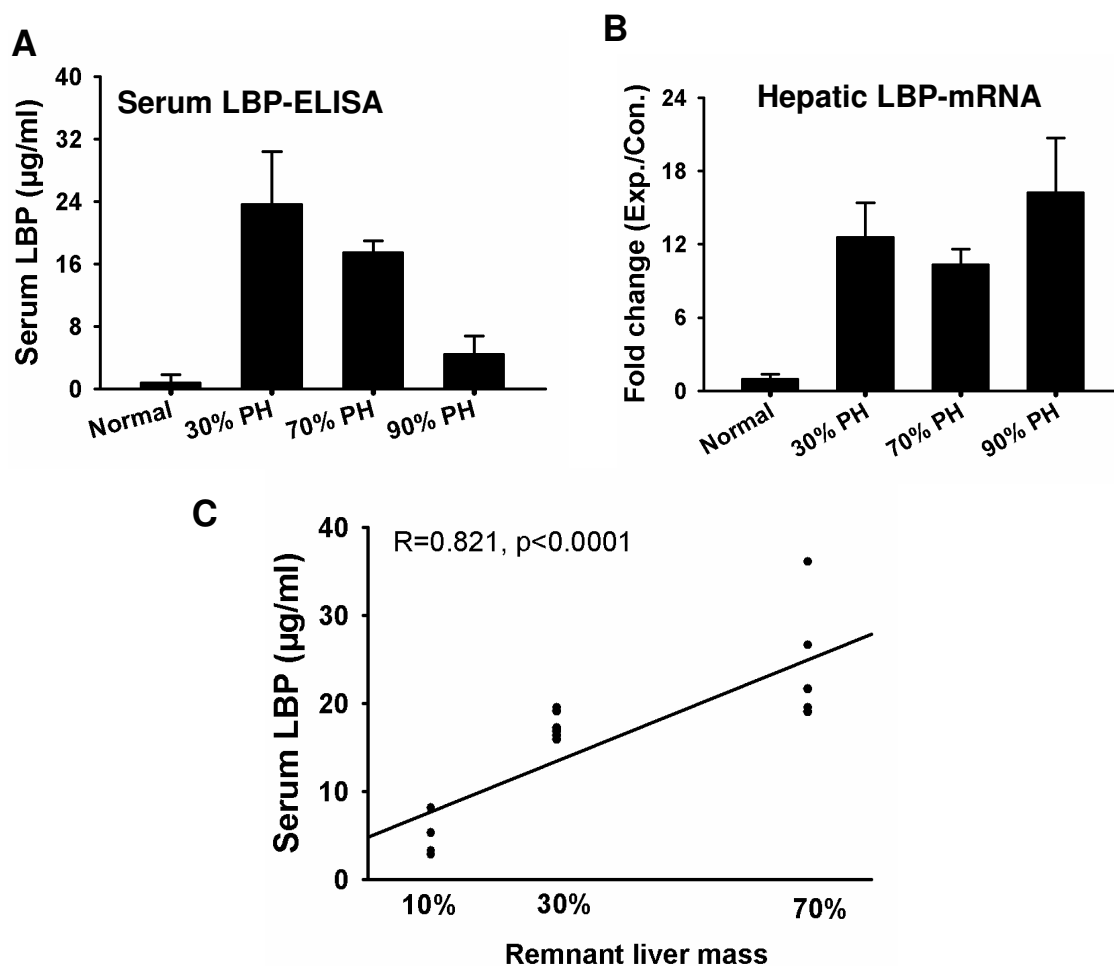 A
Serum LBP-ELISA
Serum LBP (µg/ml)
40
32
24
16
8
0
Normal
30% PH
70% PH
90% PH
B
Hepatic LBP-mRNA
Fold change (Exp./Con.)
24
18
12
6
0
Normal
30% PH
70% PH
90% PH
C
R=0.821, p<0.0001
Serum LBP (µg/ml)
40
30
20
10
0
10%
30%
70%
Remnant liver mass